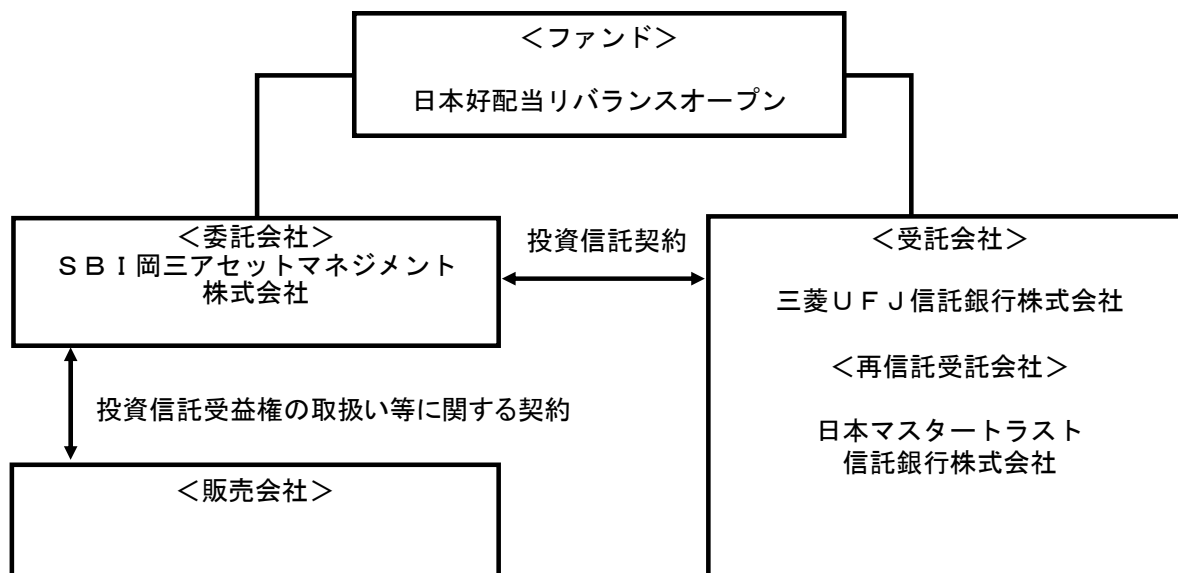 <ファンド>
日本好配当リバランスオープン
<委託会社>
SBI岡三アセットマネジメント
株式会社
投資信託契約
<受託会社>
三菱UFJ信託銀行株式会社
<再信託受託会社>
日本マスタートラスト
信託銀行株式会社
投資信託受益権の取扱い等に関する契約
<販売会社>